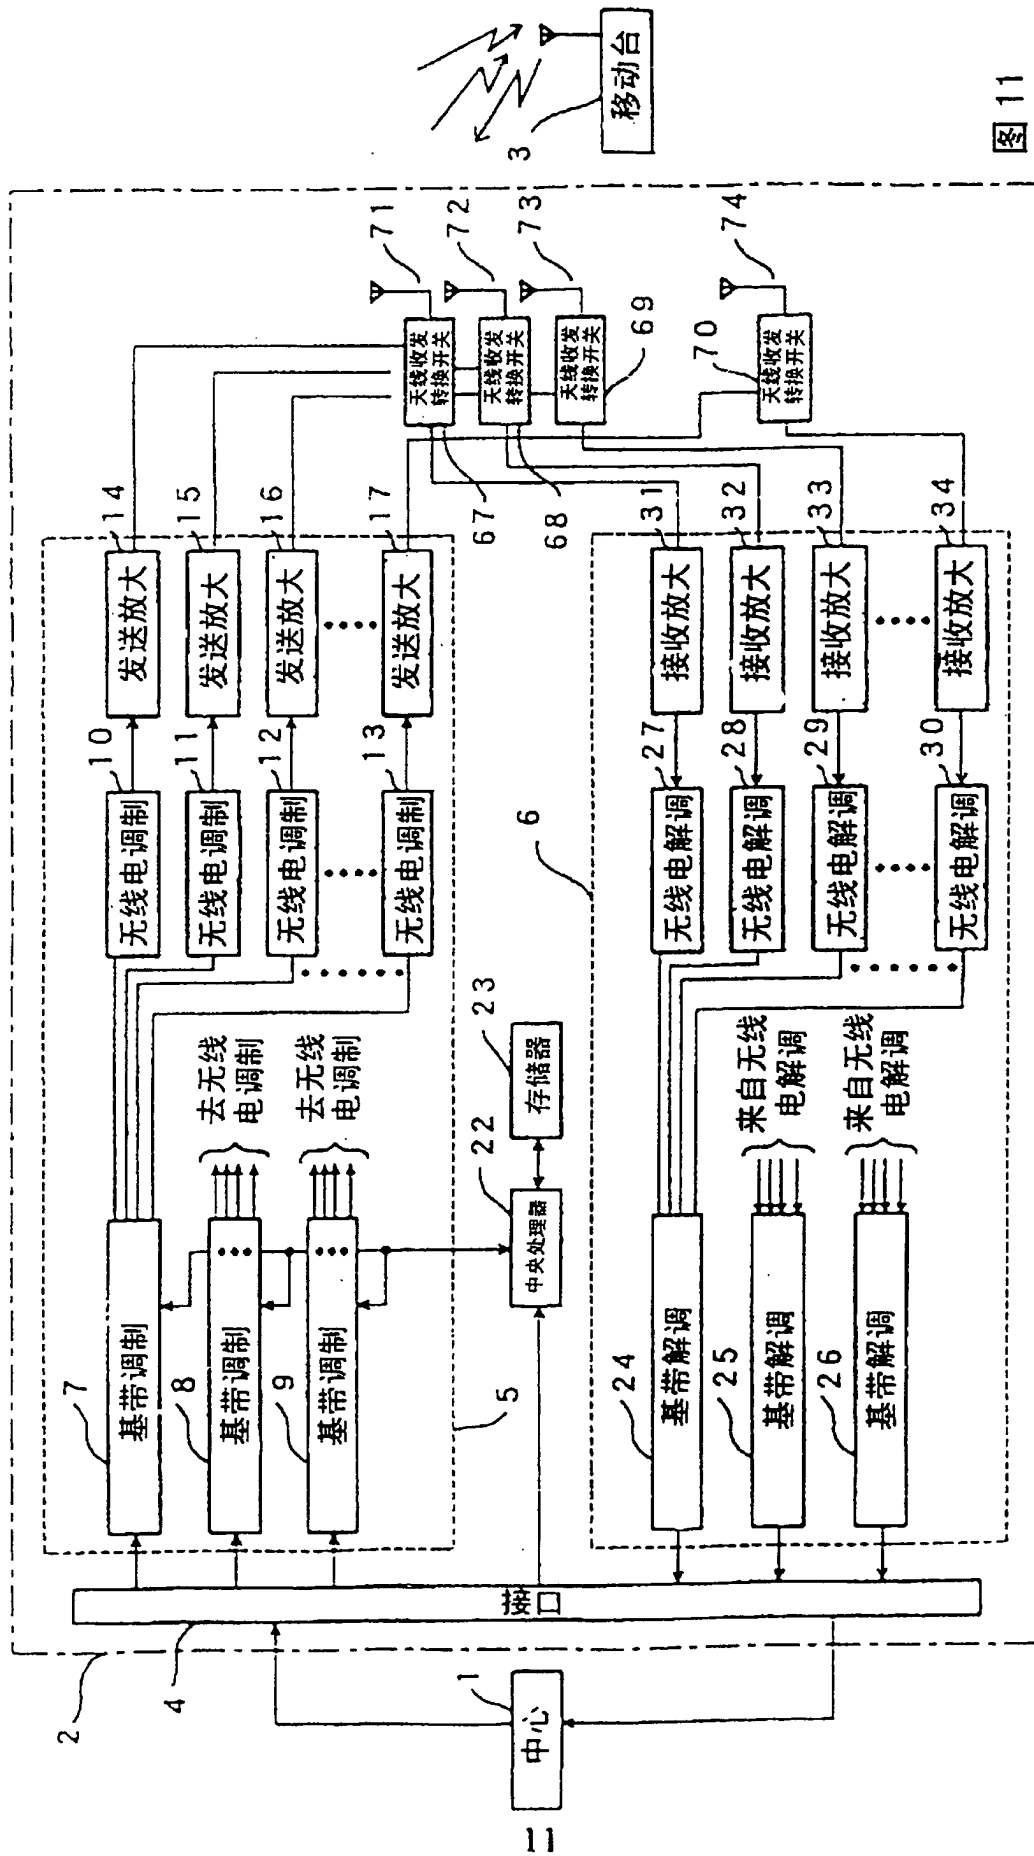 2
4
接口
中心
1
5
7
基带调制
8
基带调制
9
基带调制
去无线
电调制
去无线
电调制
无线电调制
10
无线电调制
11
无线电调制
12
无线电调制
13
发送放大
14
发送放大
15
发送放大
16
发送放大
17
中央处理器
22
存储器
23
6
24
基带解调
25
基带解调
26
基带解调
来自无线
电解调
来自无线
电解调
无线电解调
27
无线电解调
28
无线电解调
29
无线电解调
30
接收放大
31
接收放大
32
接收放大
33
接收放大
34
天线收发
转换开关
67
天线收发
转换开关
68
天线收发
转换开关
69
天线收发
转换开关
70
71
72
73
74
3
移动台
图 11
11